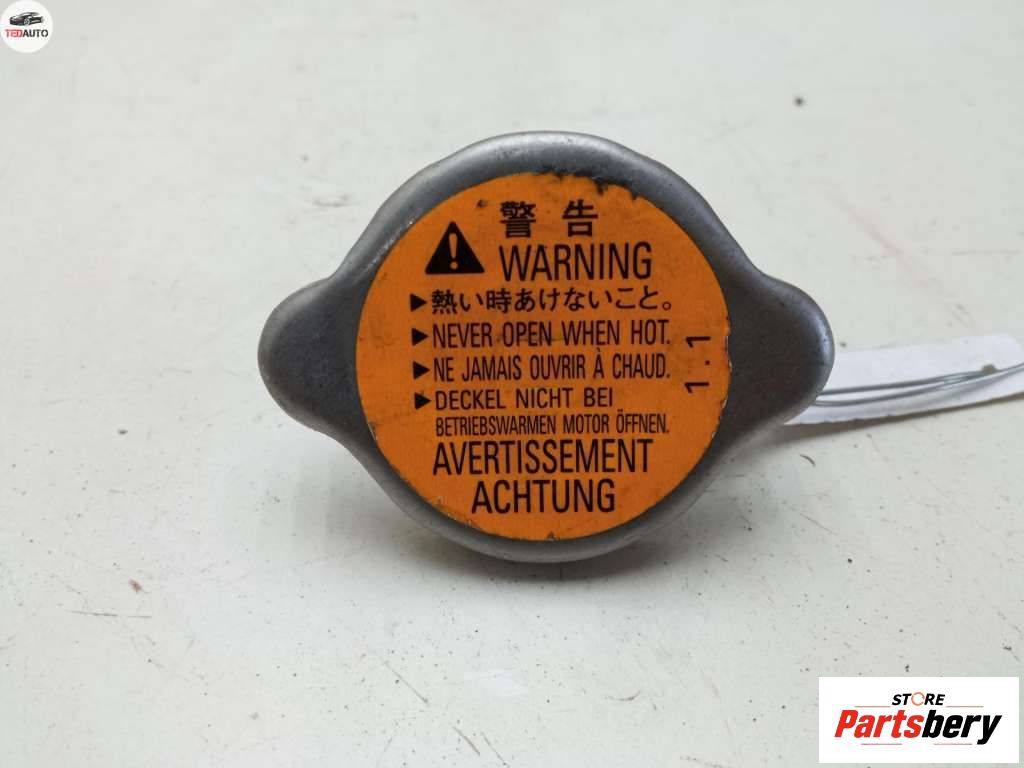 TEDAUTO
警告
WARNING
▶熱い時あけないこと。
▶NEVER OPEN WHEN HOT.
▶NE JAMAIS OUVRIR À CHAUD.
▶DECKEL NICHT BEI
BETRIEBSWARMEN MOTOR ÖFFNEN.
AVERTISSEMENT
ACHTUNG
1.1
STORE
Partsbery